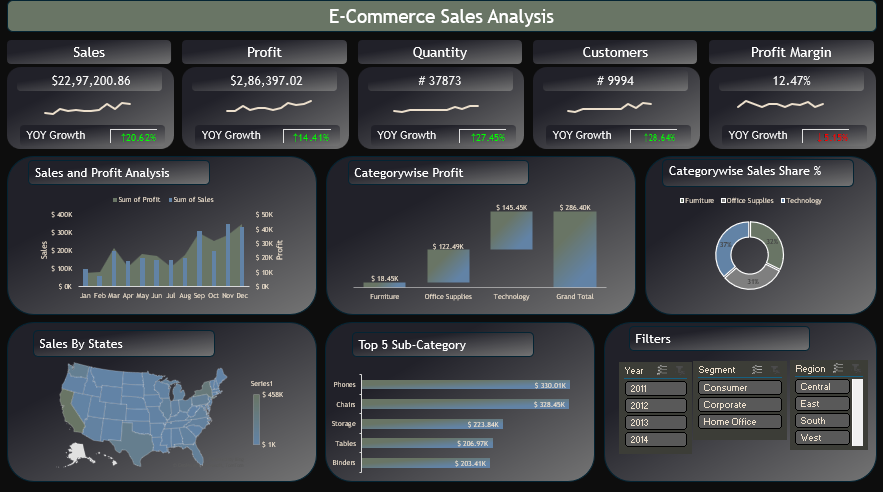 E-Commerce Sales Analysis
Sales
Profit
Quantity
Customers
Profit Margin
$22,97,200.86
$2,86,397.02
# 37873
# 9994
12.47%
YOY Growth
↑20.62%
YOY Growth
↑14.41%
YOY Growth
↑27.45%
YOY Growth
↑28.64%
YOY Growth
Sales and Profit Analysis
Sum of Profit
Sum of Sales
$ 400K
$ 300K
$ 200K
$ 100K
$ 0K
Sales
$ 50K
$ 40K
$ 30K
$ 20K
$ 10K
$ 0K
Profit
Jan Feb Mar Apr May Jun Jul Aug Sep Oct Nov Dec
Categorywise Profit
$ 18.45K
$ 122.49K
$ 145.45K
$ 286.40K
Furniture
Office Supplies
Technology
Grand Total
Categorywise Sales Share %
Furniture
Office Supplies
Technology
37%
32%
31%
Sales By States
Series1
$ 458K
$ 1K
Top 5 Sub-Category
Phones
$ 330.01K
Chairs
$ 328.45K
Storage
$ 223.84K
Tables
$ 206.97K
Binders
$ 203.41K
Filters
Year
2011
2012
2013
2014
Segment
Consumer
Corporate
Home Office
Region
Central
East
South
West